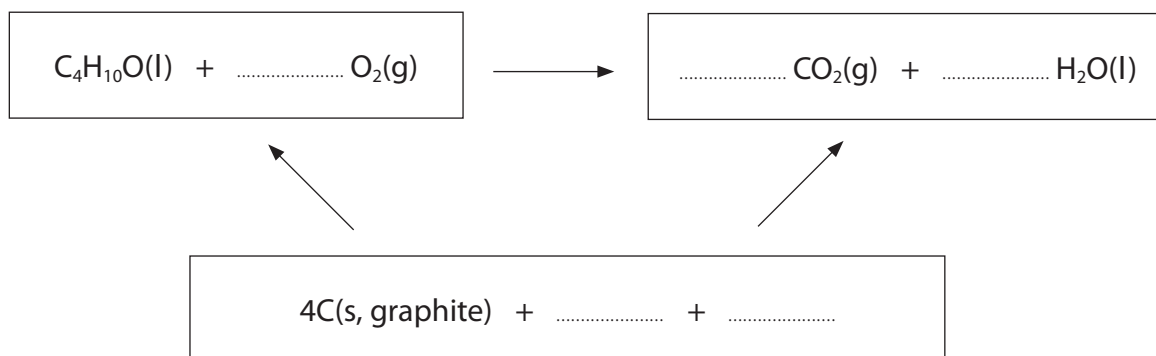 C₄H₁₀O(l) + ...................... O₂(g)
...................... CO₂(g) + ...................... H₂O(l)
4C(s, graphite) + ...................... + ......................